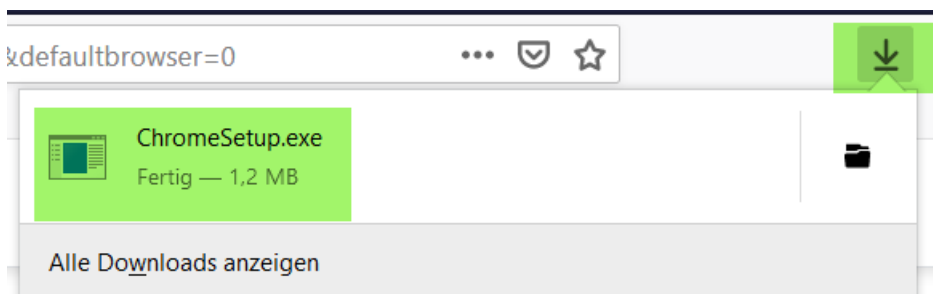 &defaultbrowser=0
ChromeSetup.exe
Fertig — 1,2 MB
Alle Downloads anzeigen